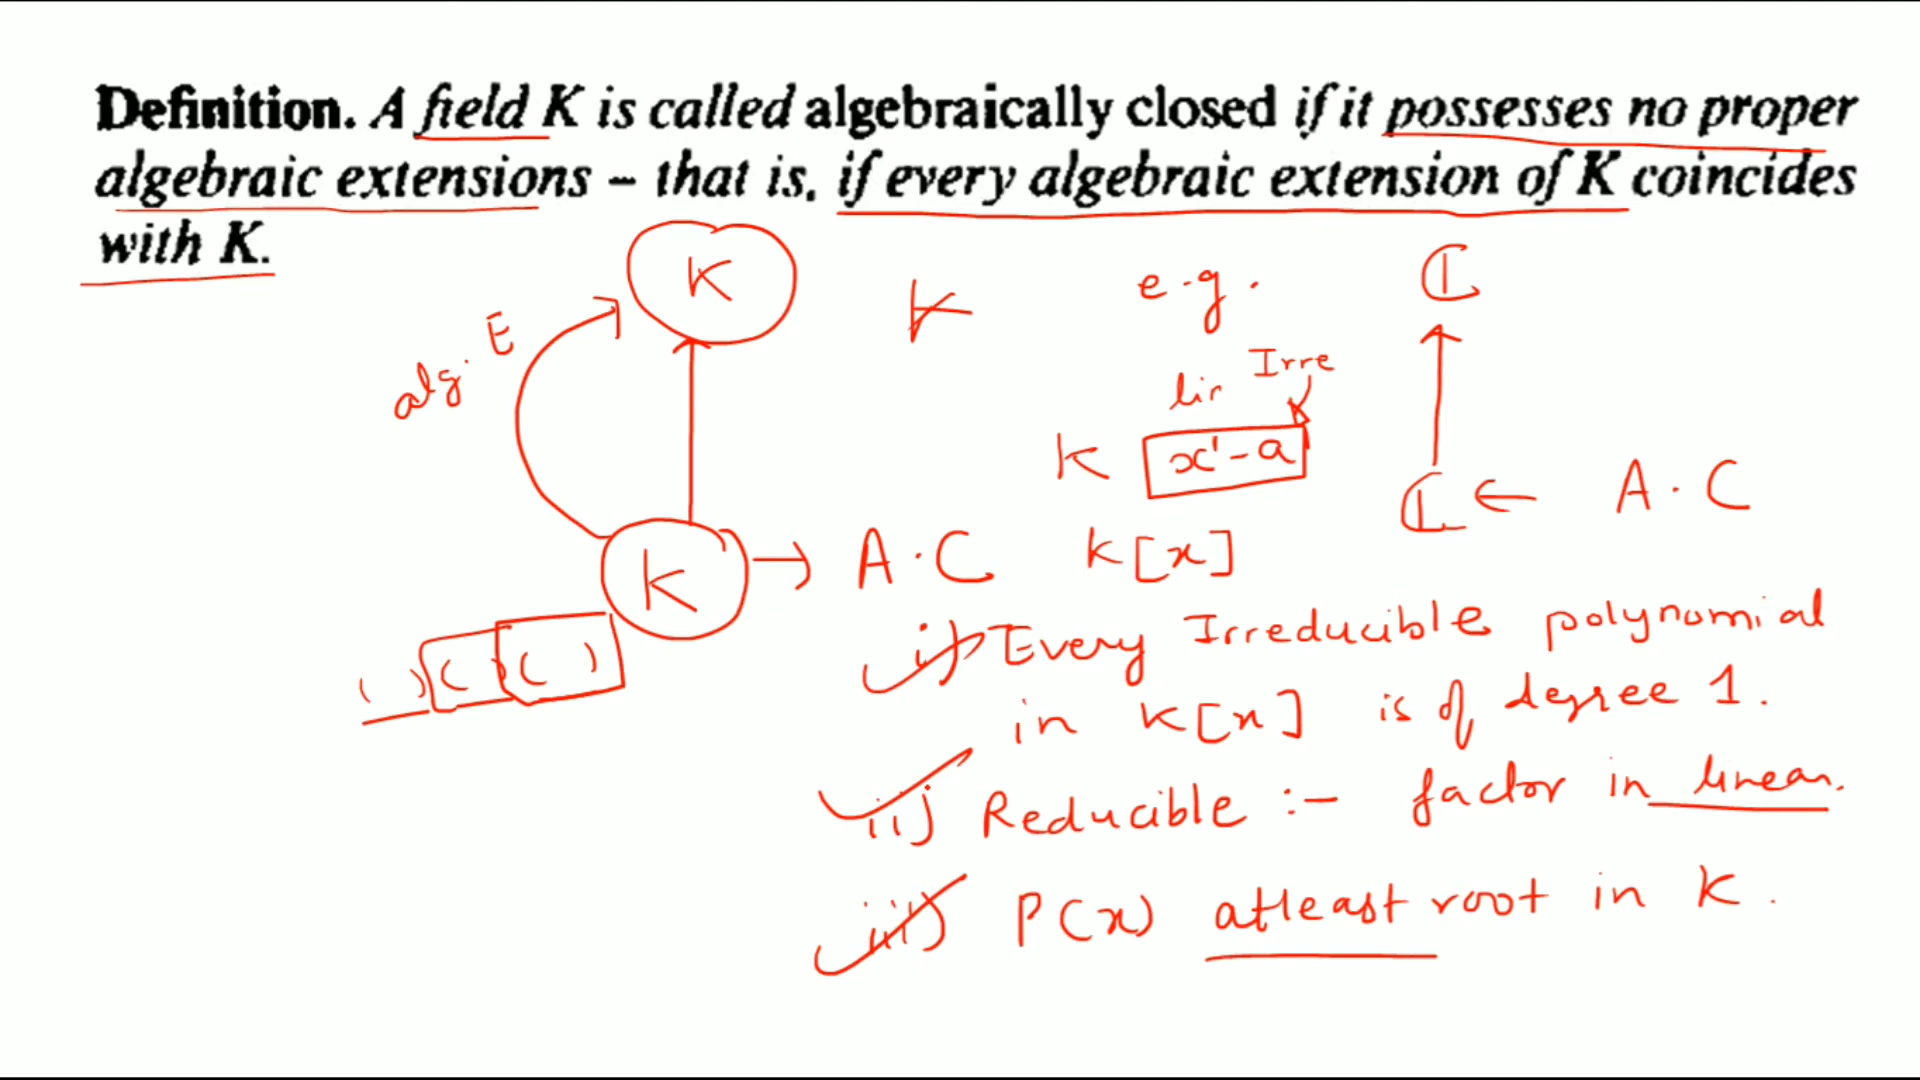 Definition. A field K is called algebraically closed if it possesses no proper
algebraic extensions – that is, if every algebraic extension of K coincides
with K.
K
K
e.g.
ℂ
alg. E
lin Irre
K x¹-a
ℂ ← A.C
K → A.C K[x]
( ) ( ) ( )
i) Every Irreducible polynomial
in K[x] is of degree 1.
ii) Reducible :- factor in linear.
iii) P(x) atleast root in K.